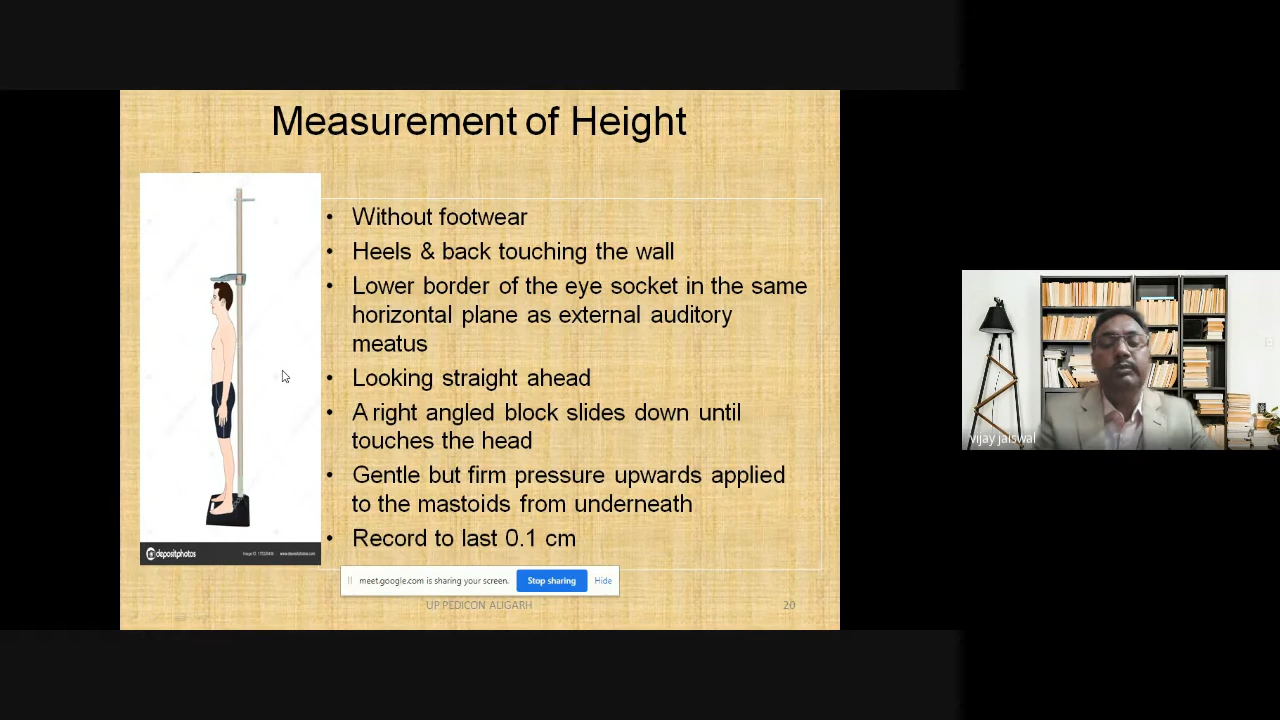 Measurement of Height
• Without footwear
• Heels & back touching the wall
• Lower border of the eye socket in the same
horizontal plane as external auditory
meatus
• Looking straight ahead
• A right angled block slides down until
touches the head
• Gentle but firm pressure upwards applied
to the mastoids from underneath
• Record to last 0.1 cm
depositphotos
meet.google.com is sharing your screen.
Stop sharing
Hide
UP PEDICON ALIGARH
20
vijay jaiswal